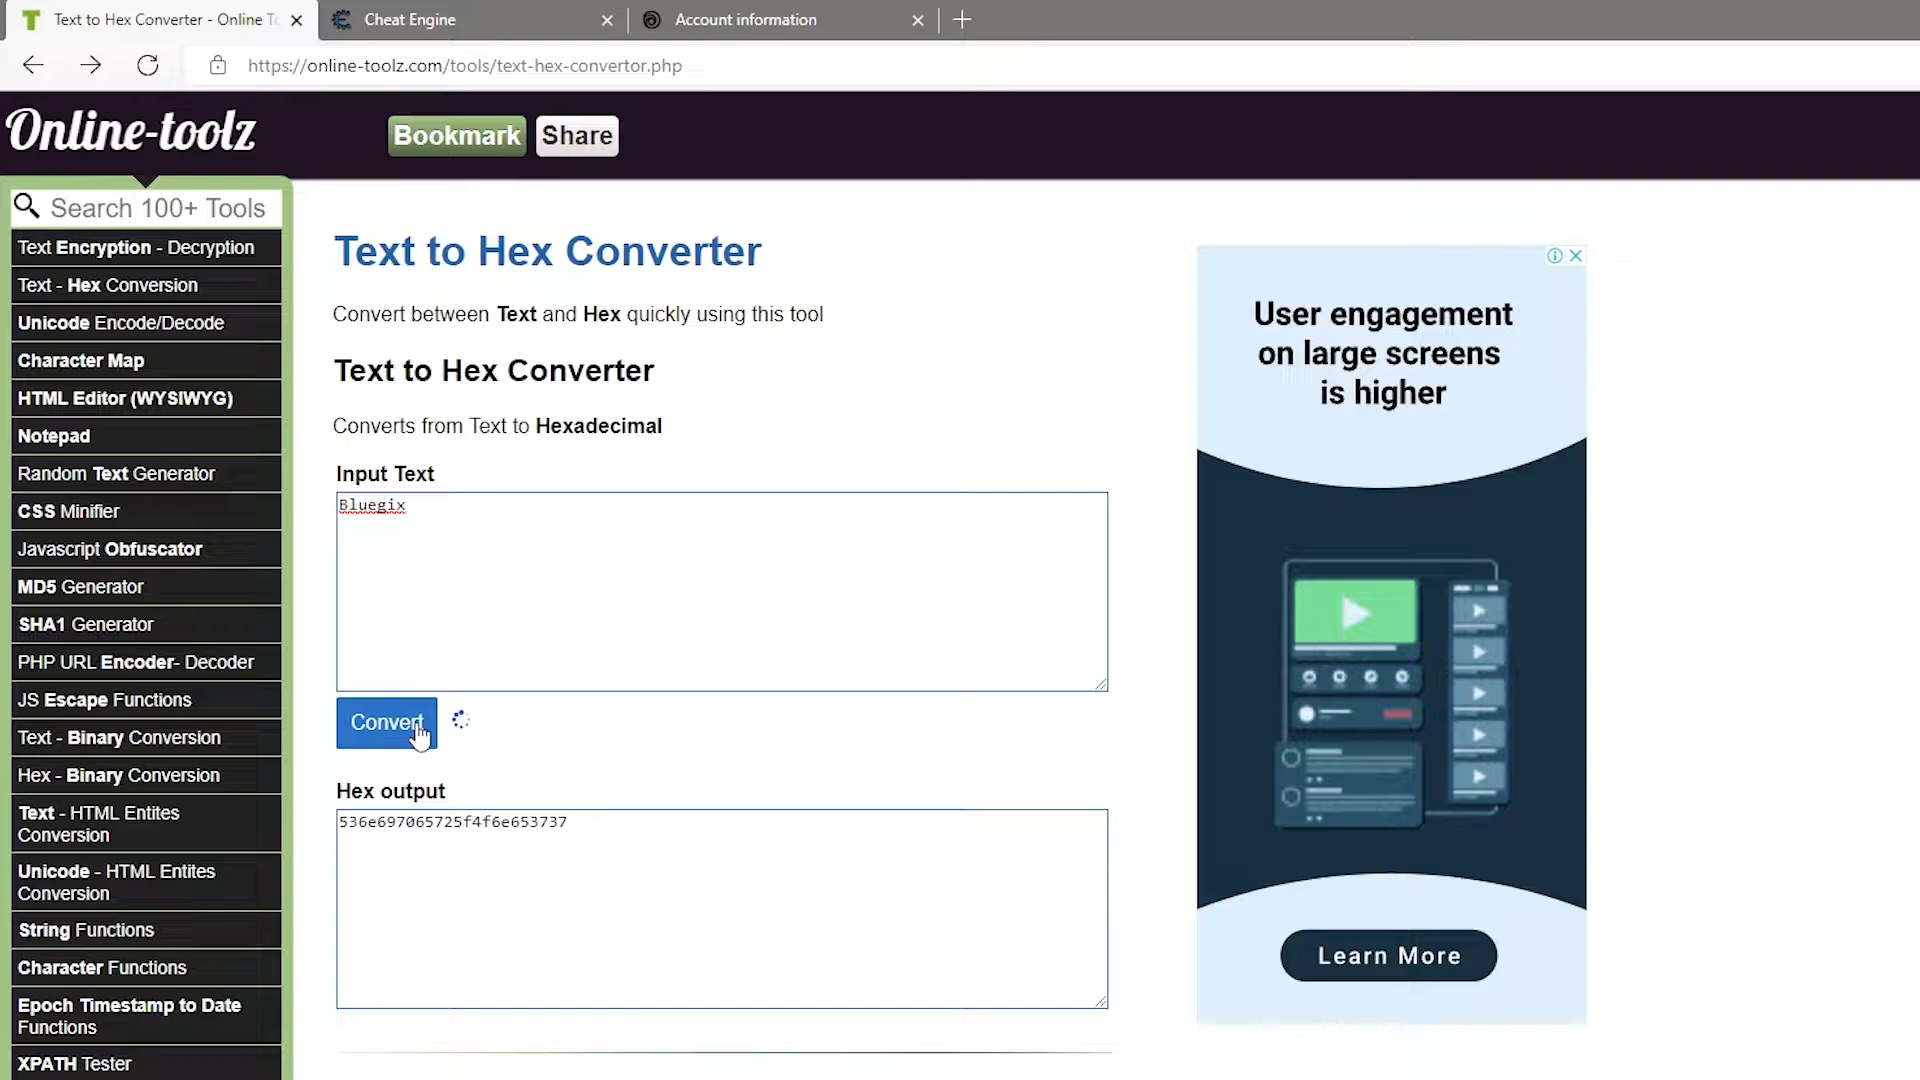 Text to Hex Converter - Online To
Cheat Engine
Account information
https://online-toolz.com/tools/text-hex-convertor.php
Online-toolz
Bookmark
Share
Search 100+ Tools
Text Encryption - Decryption
Text - Hex Conversion
Unicode Encode/Decode
Character Map
HTML Editor (WYSIWYG)
Notepad
Random Text Generator
CSS Minifier
Javascript Obfuscator
MD5 Generator
SHA1 Generator
PHP URL Encoder- Decoder
JS Escape Functions
Text - Binary Conversion
Hex - Binary Conversion
Text - HTML Entites
Conversion
Unicode - HTML Entites
Conversion
String Functions
Character Functions
Epoch Timestamp to Date
Functions
XPATH Tester
Text to Hex Converter
Convert between Text and Hex quickly using this tool
Text to Hex Converter
Converts from Text to Hexadecimal
Input Text
Bluegix
Convert
Hex output
536e697065725f4f6e653737
User engagement
on large screens
is higher
Learn More